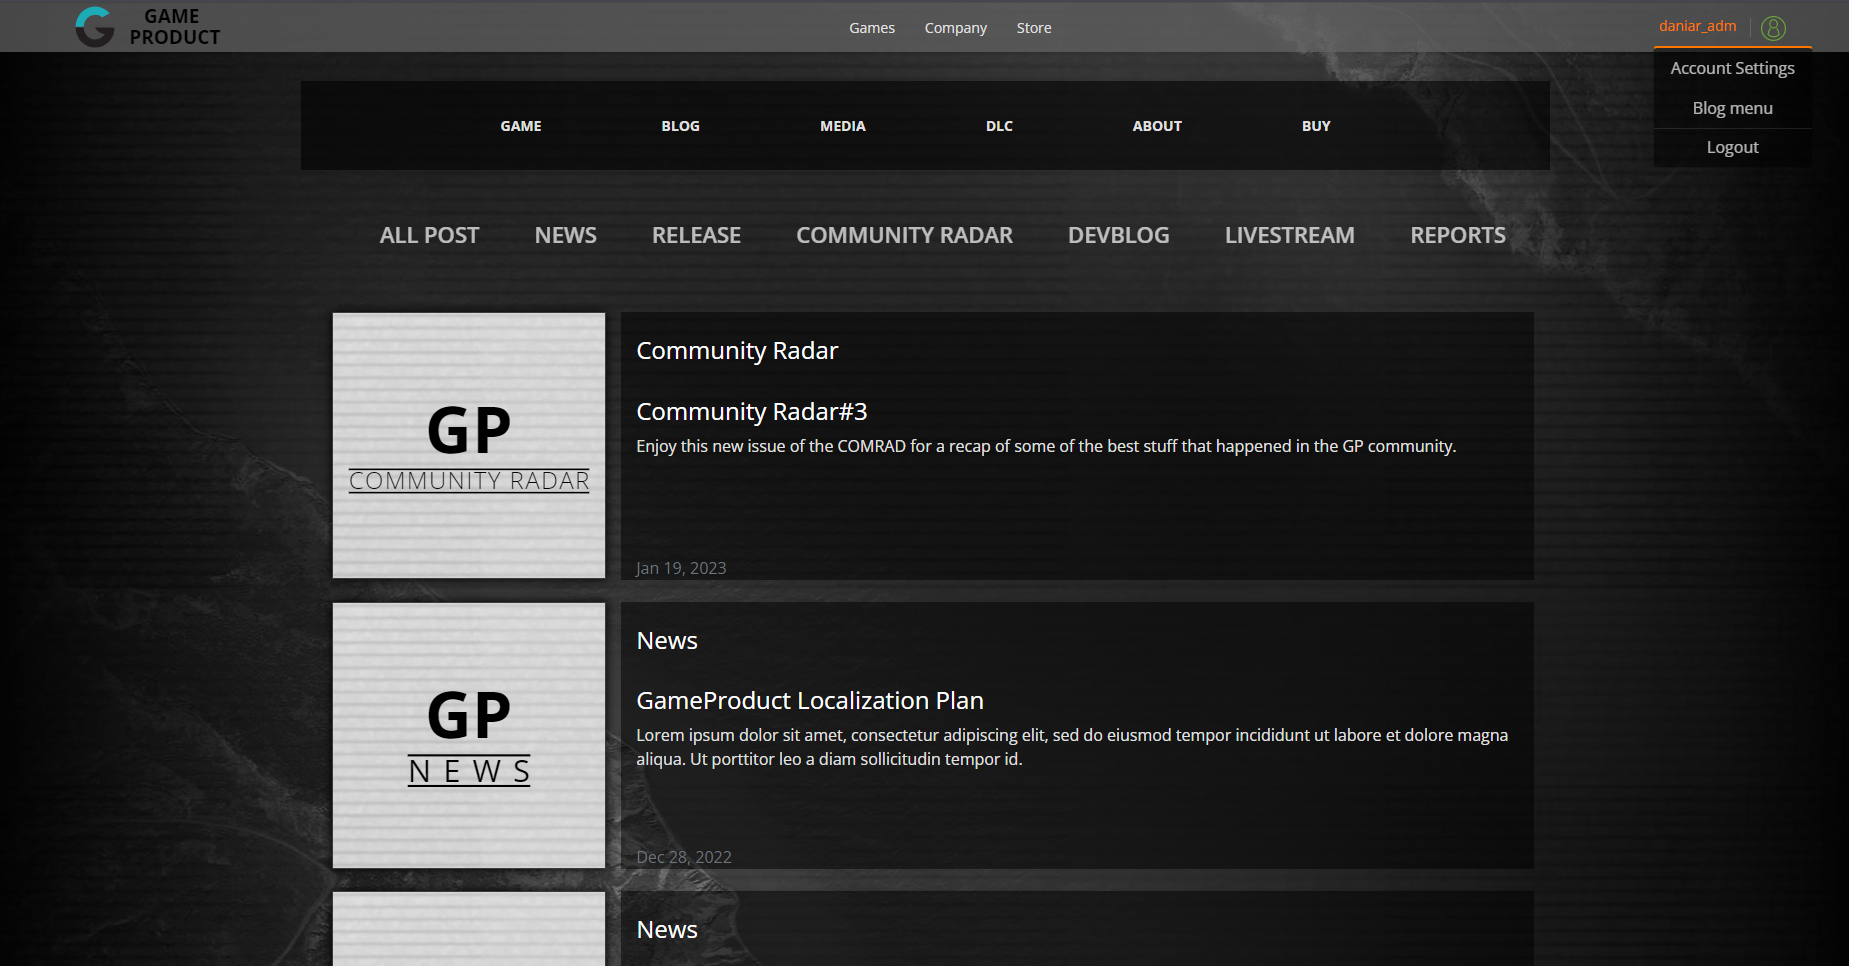 GAME
PRODUCT
Games
Company
Store
daniar_adm
Account Settings
Blog menu
Logout
GAME
BLOG
MEDIA
DLC
ABOUT
BUY
ALL POST
NEWS
RELEASE
COMMUNITY RADAR
DEVBLOG
LIVESTREAM
REPORTS
GP
COMMUNITY RADAR
Community Radar
Community Radar#3
Enjoy this new issue of the COMRAD for a recap of some of the best stuff that happened in the GP community.
Jan 19, 2023
GP
NEWS
News
GameProduct Localization Plan
Lorem ipsum dolor sit amet, consectetur adipiscing elit, sed do eiusmod tempor incididunt ut labore et dolore magna
aliqua. Ut porttitor leo a diam sollicitudin tempor id.
Dec 28, 2022
News